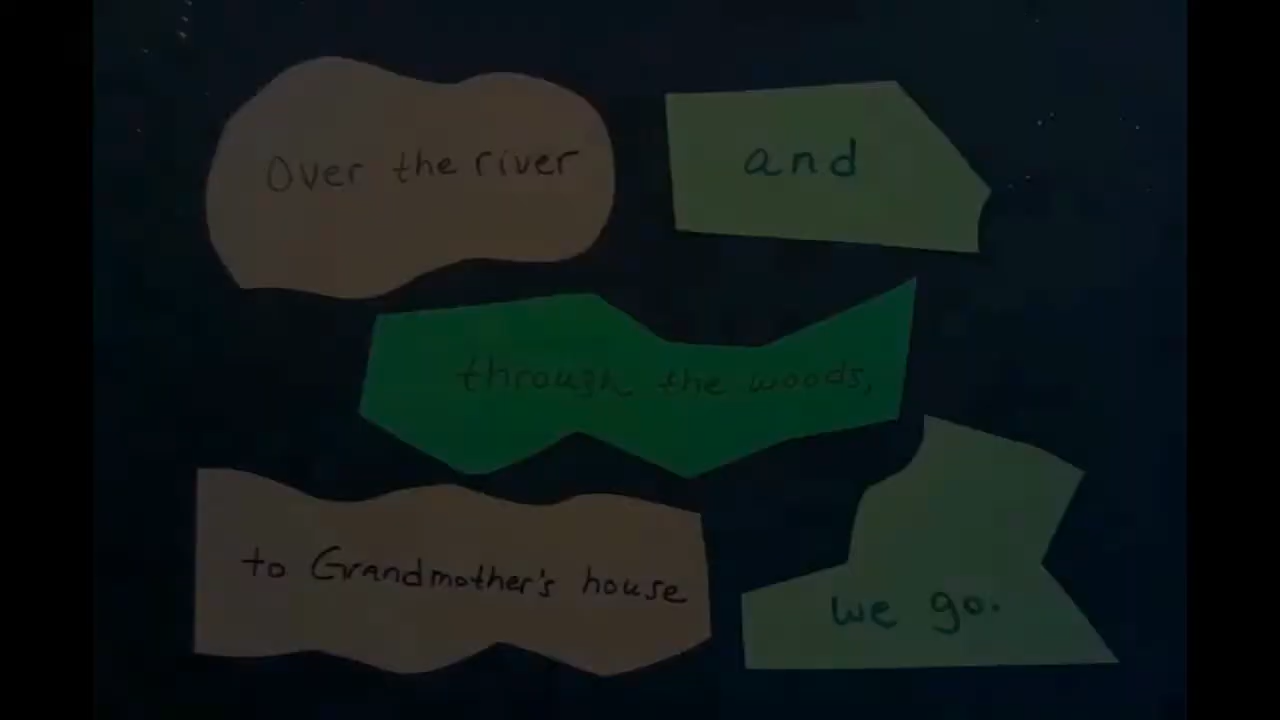 Over the river and
through the woods,
to Grandmother's house we go.